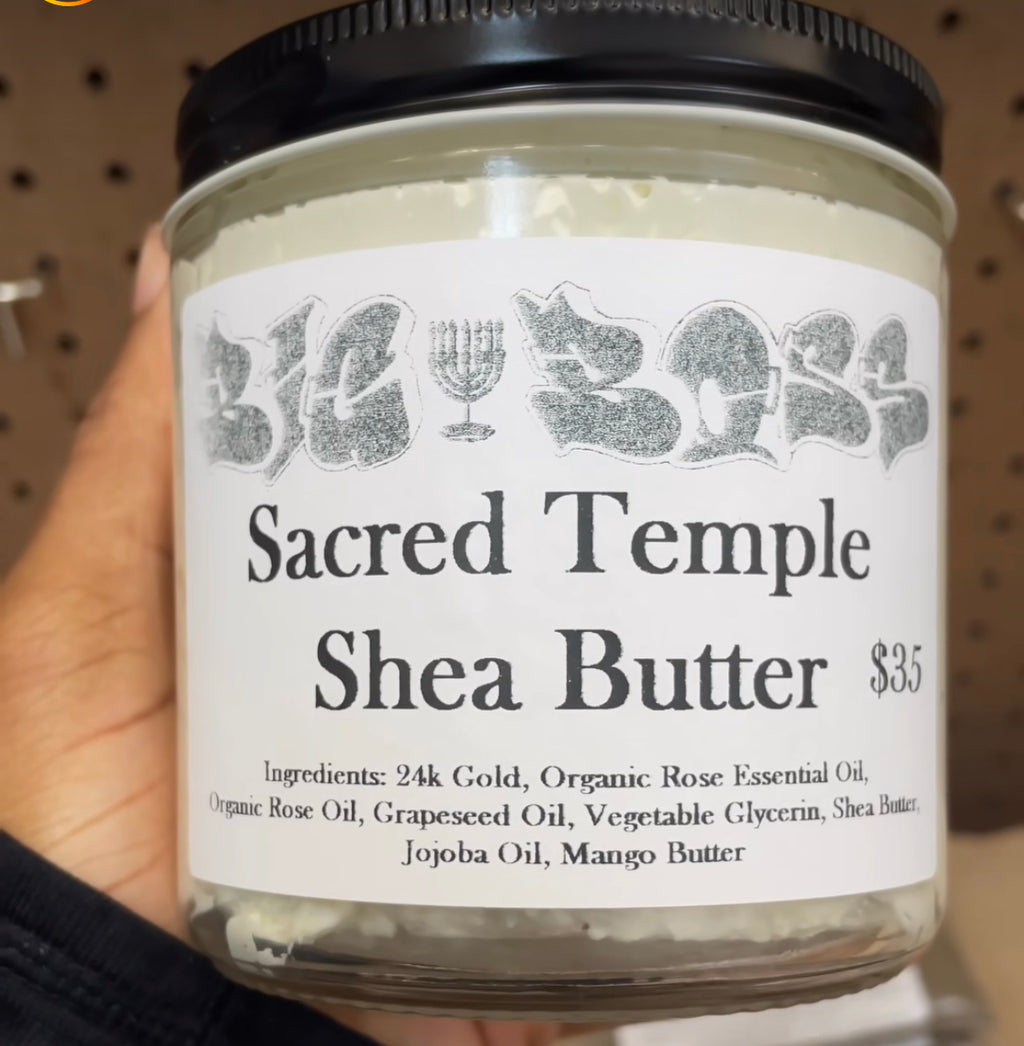 BIG BOSS
Sacred Temple
Shea Butter $35
Ingredients: 24k Gold, Organic Rose Essential Oil,
Organic Rose Oil, Grapeseed Oil, Vegetable Glycerin, Shea Butter,
Jojoba Oil, Mango Butter